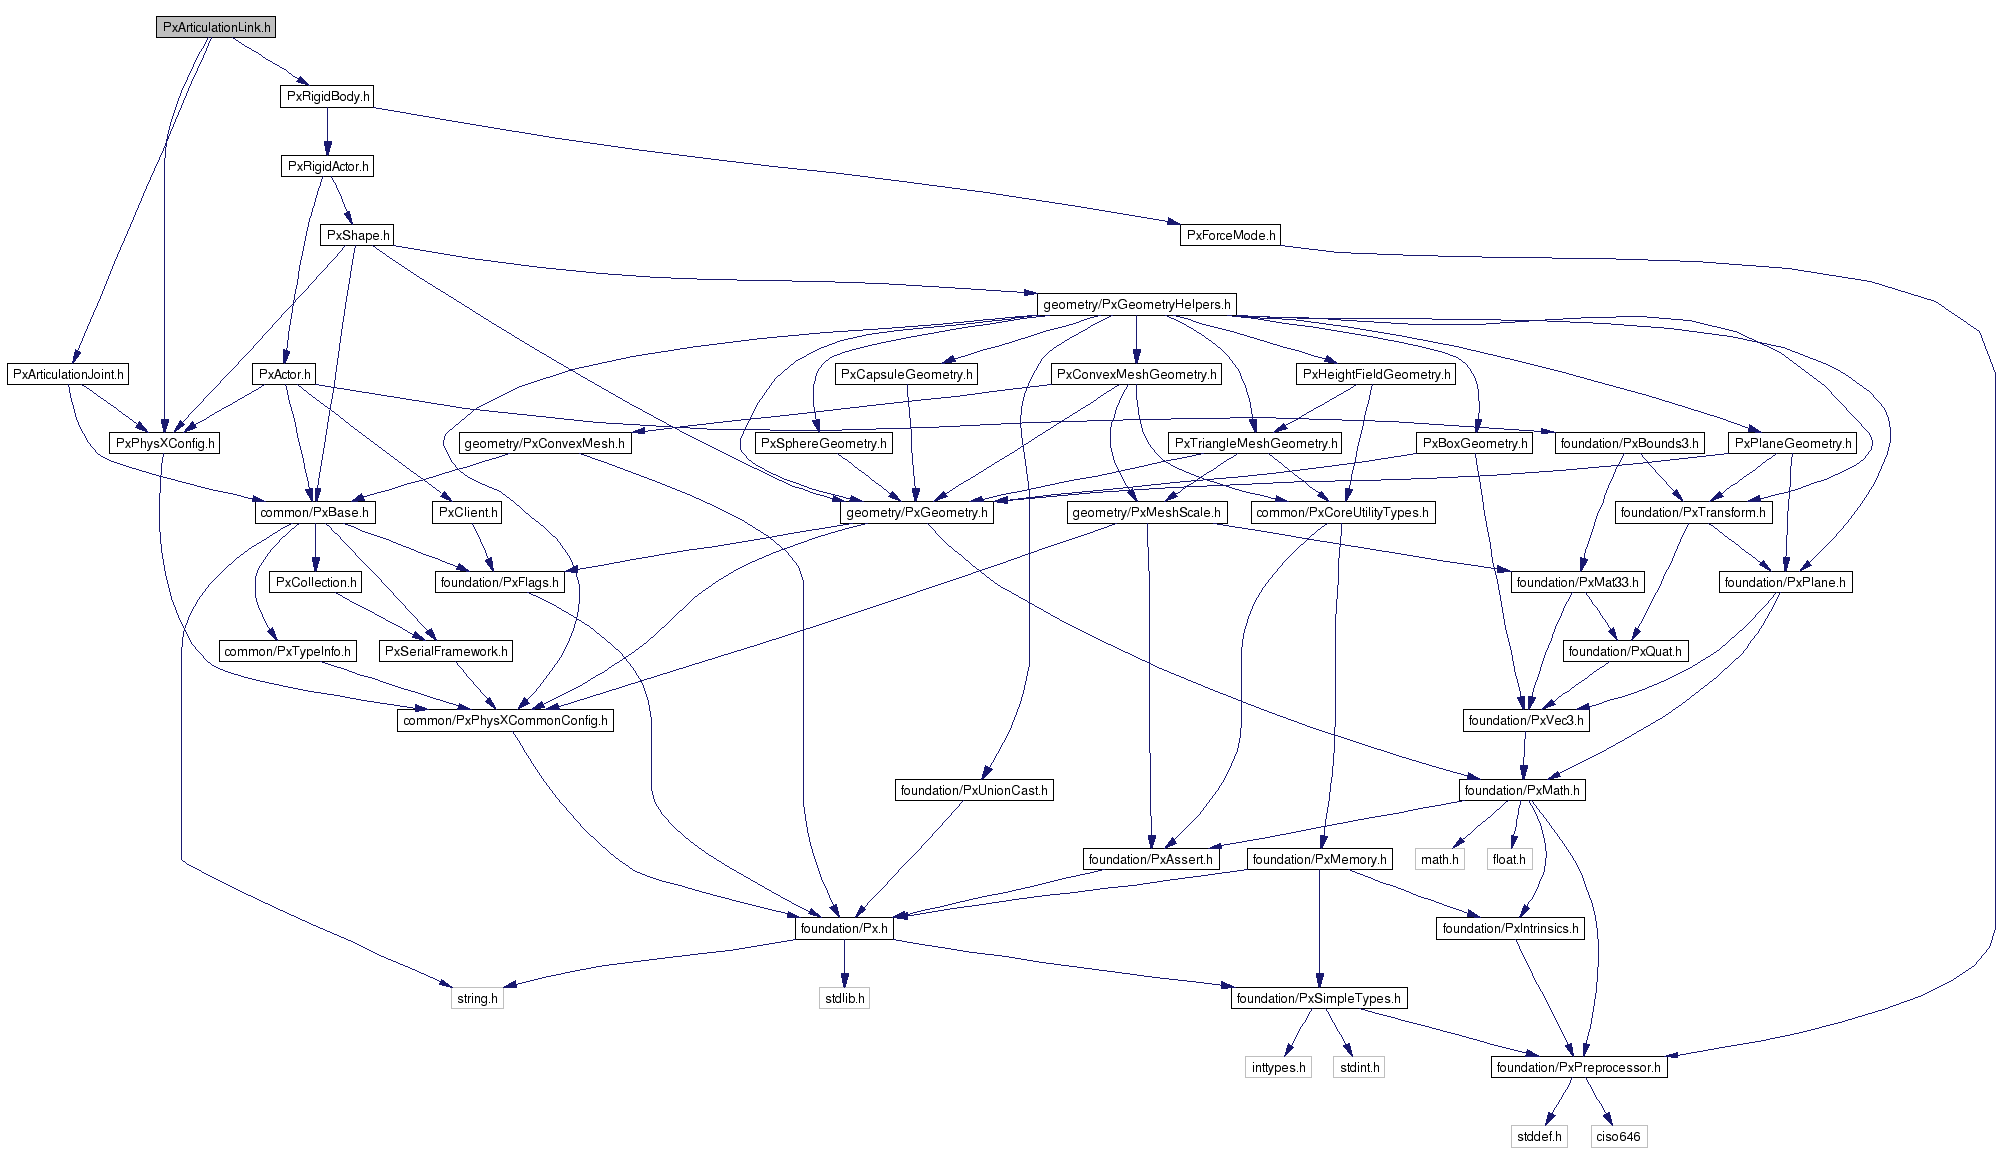 PxArticulationLink.h
PxRigidBody.h
PxRigidActor.h
PxShape.h
PxForceMode.h
geometry/PxGeometryHelpers.h
PxArticulationJoint.h
PxActor.h
PxCapsuleGeometry.h
PxConvexMeshGeometry.h
PxHeightFieldGeometry.h
PxPhysXConfig.h
geometry/PxConvexMesh.h
PxSphereGeometry.h
PxTriangleMeshGeometry.h
PxBoxGeometry.h
foundation/PxBounds3.h
PxPlaneGeometry.h
common/PxBase.h
PxClient.h
geometry/PxGeometry.h
geometry/PxMeshScale.h
common/PxCoreUtilityTypes.h
foundation/PxTransform.h
PxCollection.h
foundation/PxFlags.h
foundation/PxMat33.h
foundation/PxPlane.h
common/PxTypeInfo.h
PxSerialFramework.h
foundation/PxQuat.h
common/PxPhysXCommonConfig.h
foundation/PxVec3.h
foundation/PxUnionCast.h
foundation/PxMath.h
foundation/PxAssert.h
foundation/PxMemory.h
math.h
float.h
foundation/Px.h
foundation/PxIntrinsics.h
string.h
stdlib.h
foundation/PxSimpleTypes.h
inttypes.h
stdint.h
foundation/PxPreprocessor.h
stddef.h
ciso646